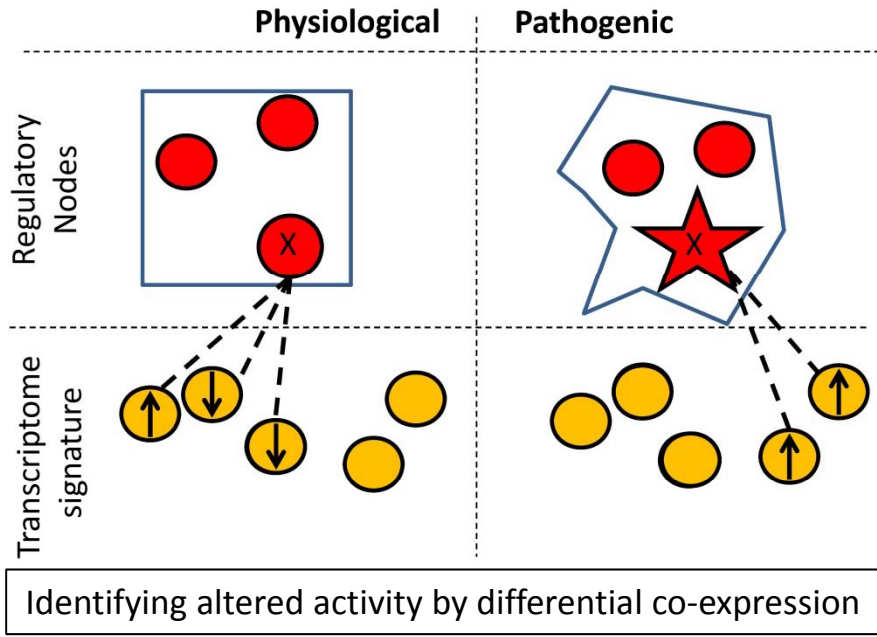 Physiological
Pathogenic
Regulatory
Nodes
X
X
Transcriptome
signature
Identifying altered activity by differential co-expression